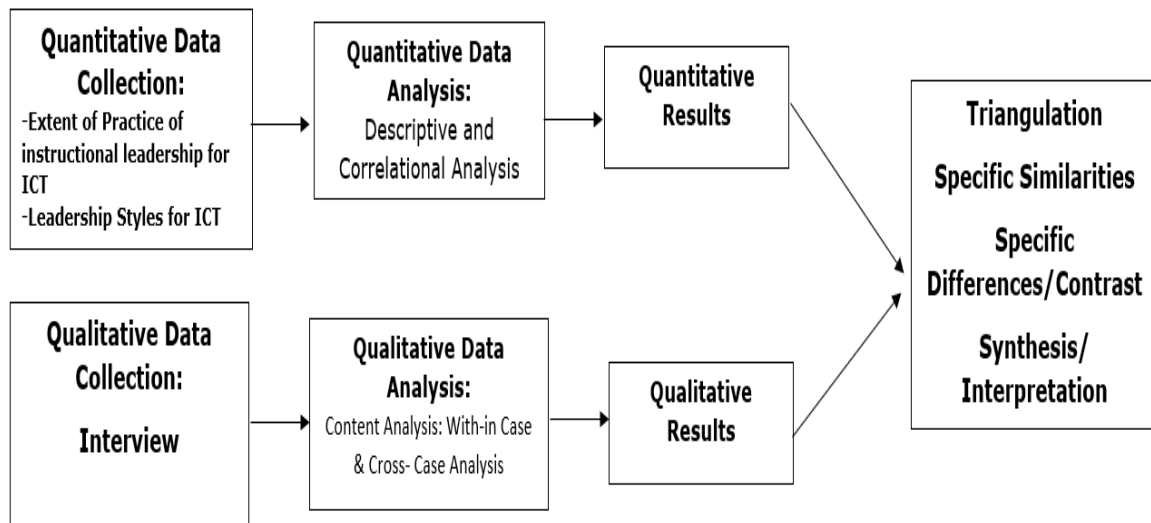 Quantitative Data
Collection:
-Extent of Practice of
instructional leadership for
ICT
-Leadership Styles for ICT
Quantitative Data
Analysis:
Descriptive and
Correlational Analysis
Quantitative
Results
Triangulation
Specific Similarities
Specific
Differences/Contrast
Synthesis/
Interpretation
Qualitative Data
Collection:
Interview
Qualitative Data
Analysis:
Content Analysis: With-in Case
& Cross- Case Analysis
Qualitative
Results